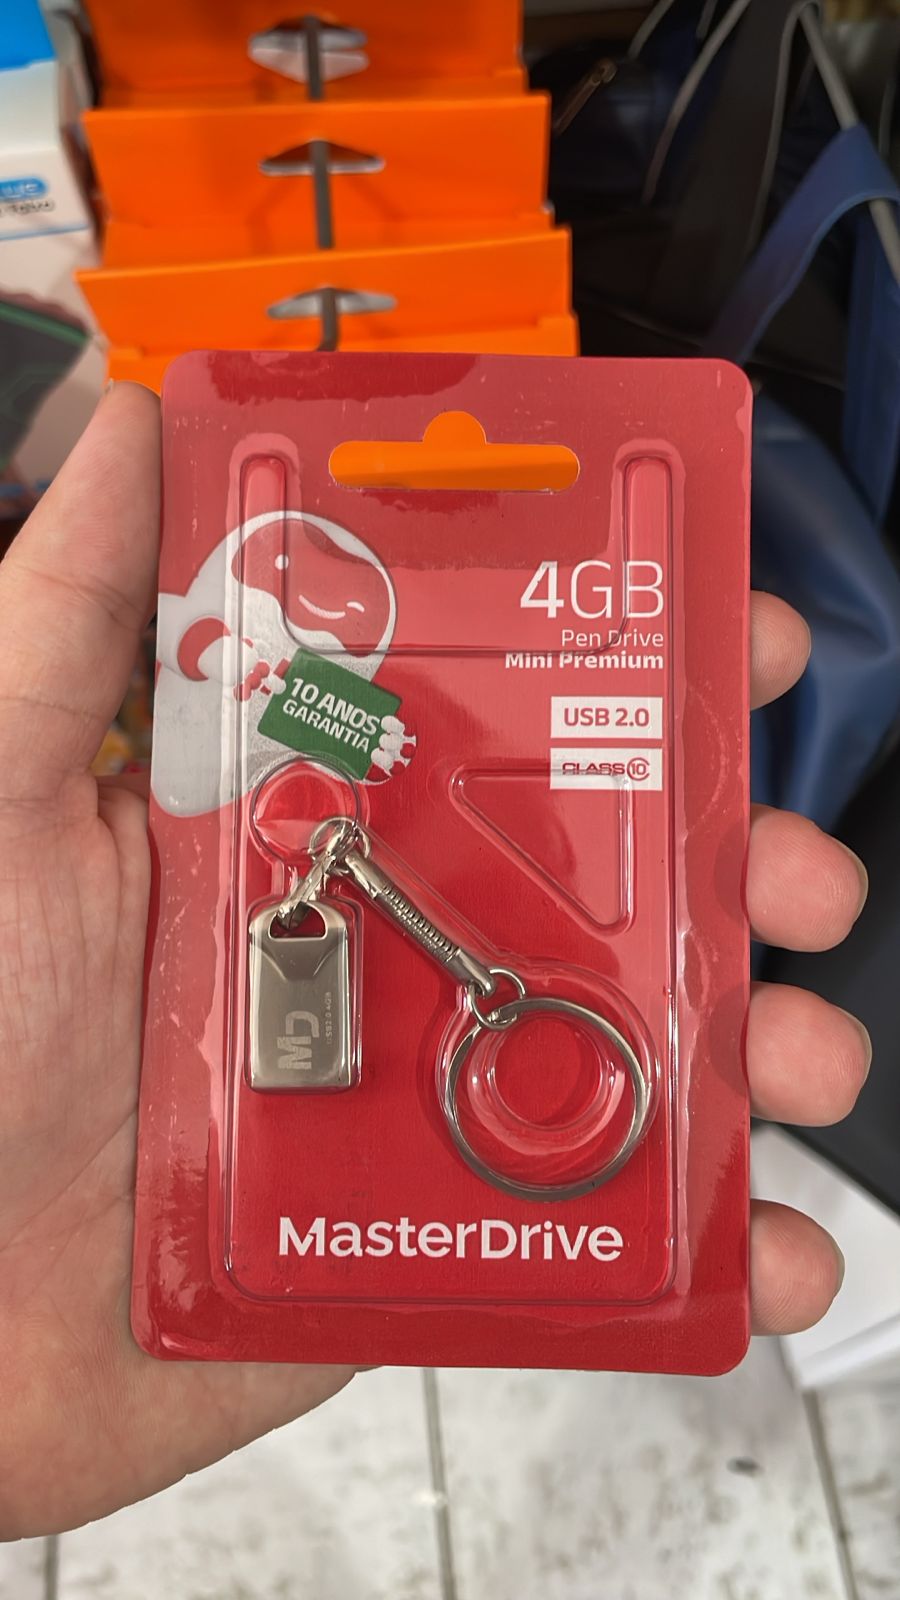 4GB
Pen Drive
Mini Premium
10 ANOS
GARANTIA
USB 2.0
CLASS 10
MD
USB2.0 4GB
MasterDrive